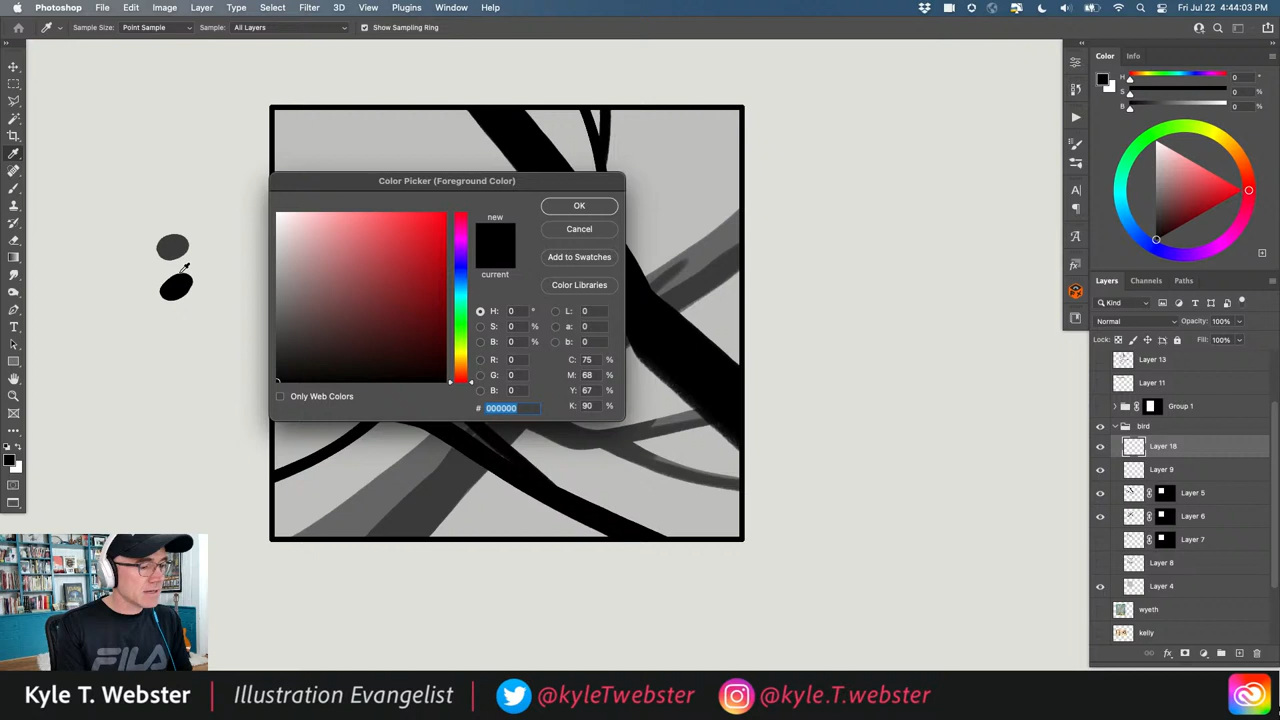 Photoshop File Edit Image Layer Type Select Filter 3D View Plugins Window Help Fri Jul 22 4:44:03 PM
Sample Size: Point Sample Sample: All Layers Show Sampling Ring
Color Info
H 0 °
S 0 %
B 0 %
Color Picker (Foreground Color)
new
current
OK
Cancel
Add to Swatches
Color Libraries
H: 0 ° L: 0
S: 0 % a: 0
B: 0 % b: 0
R: 0 C: 75 %
G: 0 M: 68 %
B: 0 Y: 67 %
K: 90 %
Only Web Colors
# 000000
Layers Channels Paths
Kind
Normal Opacity: 100%
Lock: Fill: 100%
Layer 13
Layer 11
Group 1
bird
Layer 18
Layer 9
Layer 5
Layer 6
Layer 7
Layer 8
Layer 4
wyeth
kelly
FILA
Kyle T. Webster | Illustration Evangelist @kyleTwebster | @kyle.T.webster